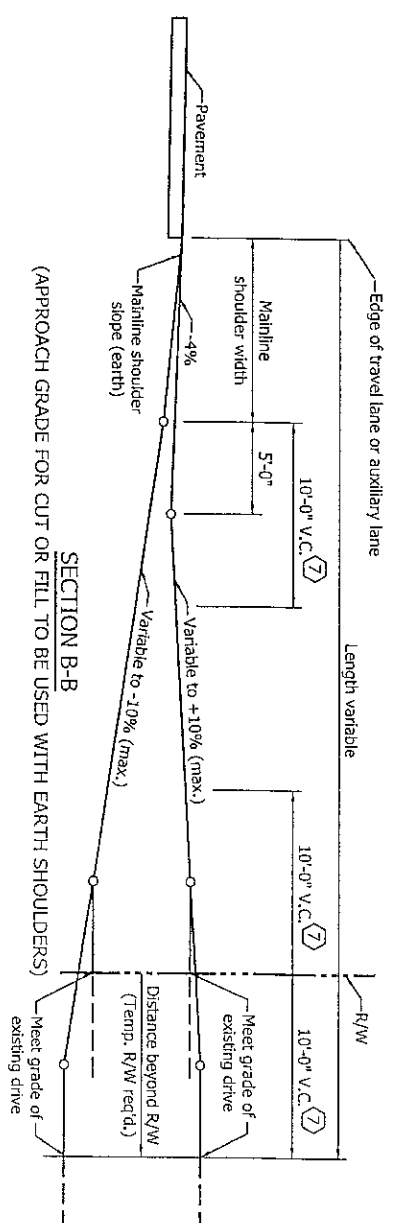 Edge of travel lane or auxiliary lane
Length variable
R/W
10'-0" V.C. 7
10'-0" V.C. 7
10'-0" V.C. 7
Mainline
shoulder width
5'-0"
Pavement
-4%
Variable to +10% (max.)
Meet grade of
existing drive
Distance beyond R/W
(Temp. R/W req'd.)
Mainline shoulder
slope (earth)
Variable to -10% (max.)
Meet grade of
existing drive
SECTION B-B
(APPROACH GRADE FOR CUT OR FILL TO BE USED WITH EARTH SHOULDERS)